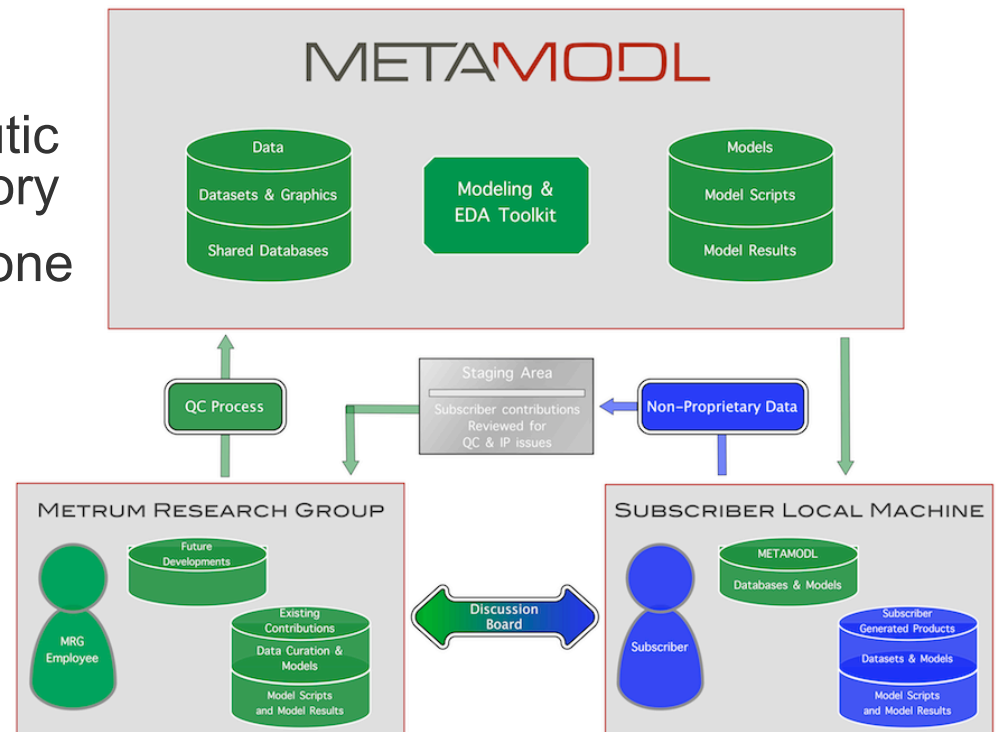 METAMODL
utic
ory
one
Data
Datasets & Graphics
Shared Databases
Modeling &
EDA Toolkit
Models
Model Scripts
Model Results
QC Process
Staging Area
Subscriber contributions
Reviewed for
QC & IP issues
Non-Proprietary Data
METRUM RESEARCH GROUP
Future
Developments
MRG
Employee
Existing
Contributions
Data Curation &
Models
Model Scripts
and Model Results
Discussion
Board
SUBSCRIBER LOCAL MACHINE
METAMODL
Databases & Models
Subscriber
Subscriber
Generated Products
Datasets & Models
Model Scripts
and Model Results